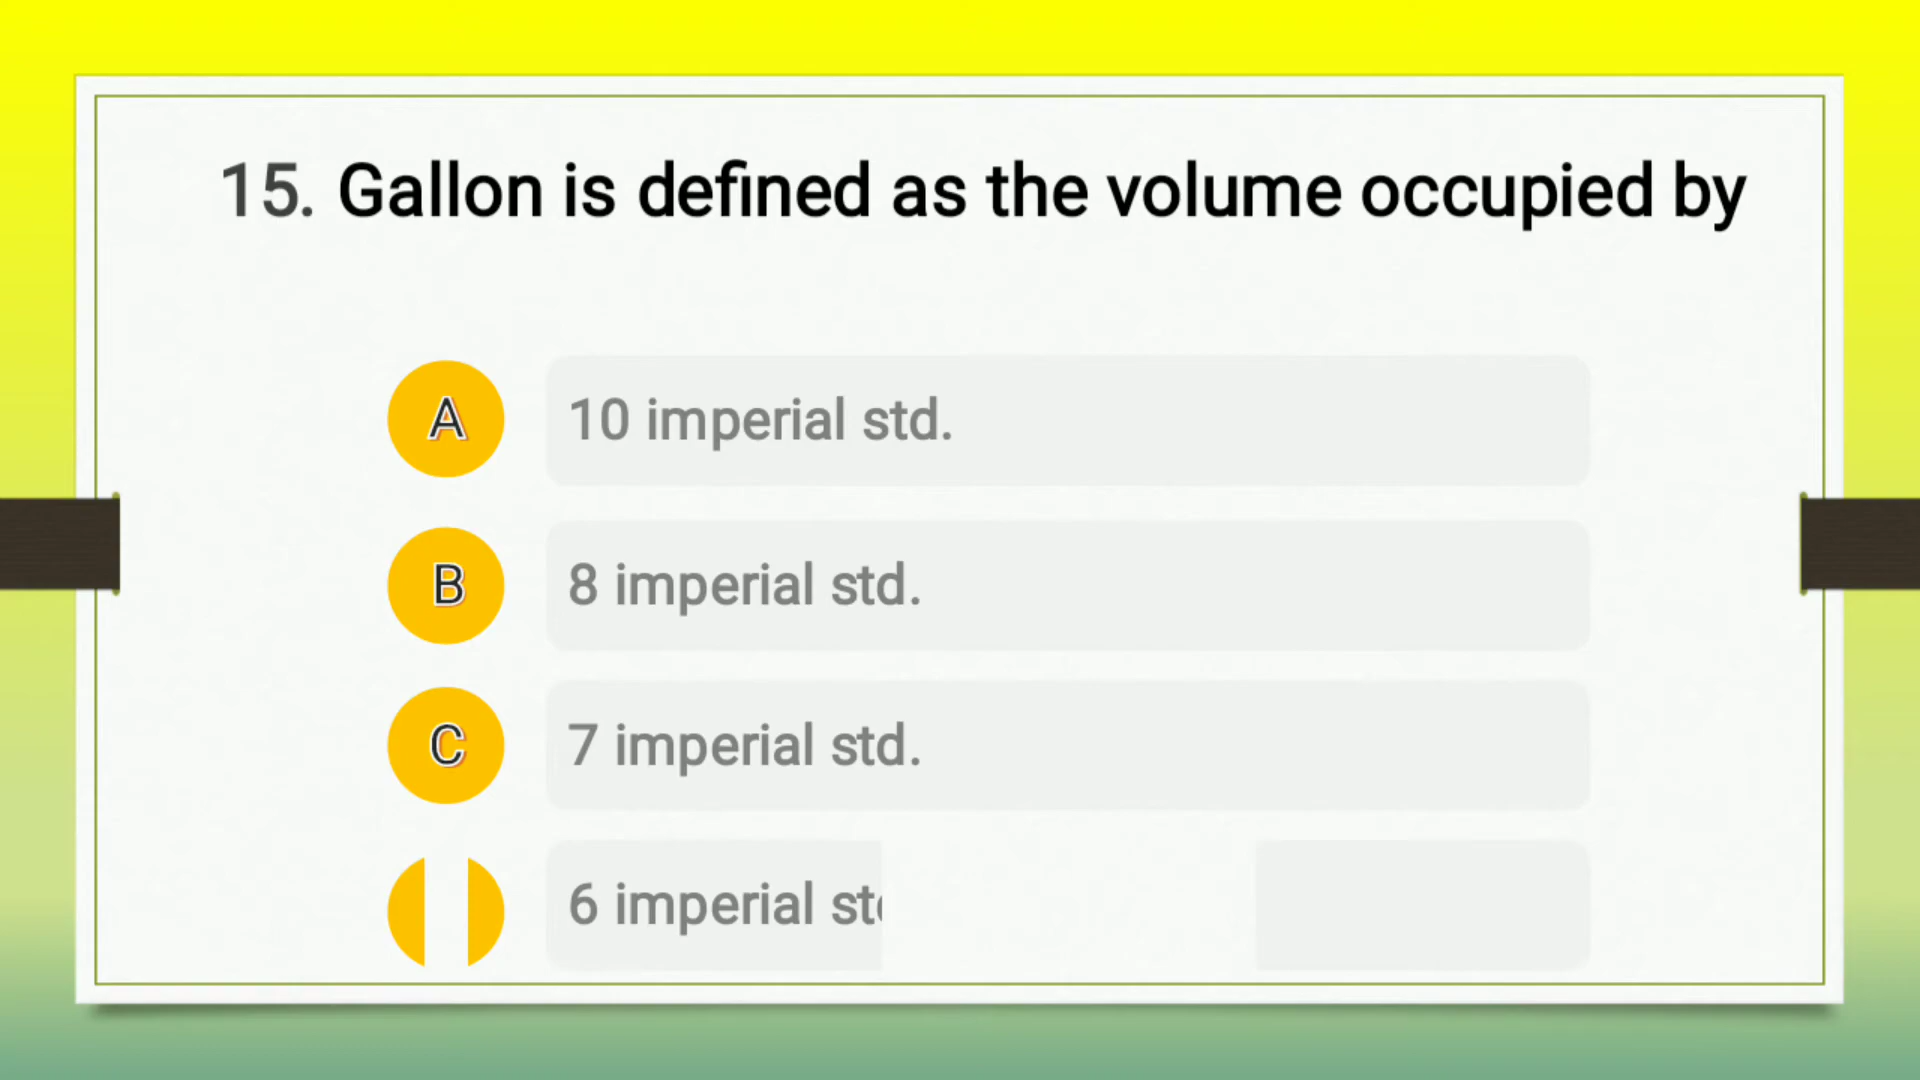 15. Gallon is defined as the volume occupied by
A 10 imperial std.
B 8 imperial std.
C 7 imperial std.
6 imperial